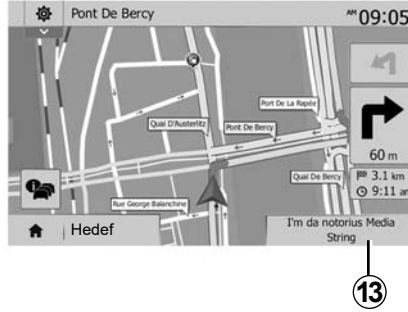 Pont De Bercy
AM 09:05
Port De La Rapée
Quai D'Austerlitz
Pont De Bercy
60 m
Quai De Bercy
3.1 km
9:11 am
Rue George Balanchine
Hedef
I'm da notorius Media
String
13